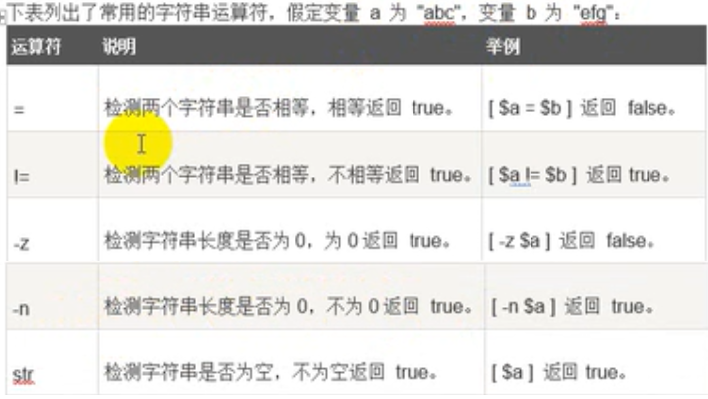 下表列出了常用的字符串运算符，假定变量 a 为 "abc"，变量 b 为 "efg"：
运算符 说明 举例
= 检测两个字符串是否相等，相等返回 true。 [ $a = $b ] 返回 false。
!= 检测两个字符串是否相等，不相等返回 true。 [ $a != $b ] 返回 true。
-z 检测字符串长度是否为0，为0返回 true。 [ -z $a ] 返回 false。
-n 检测字符串长度是否为0，不为0返回 true。 [ -n $a ] 返回 true。
str 检测字符串是否为空，不为空返回 true。 [ $a ] 返回 true。